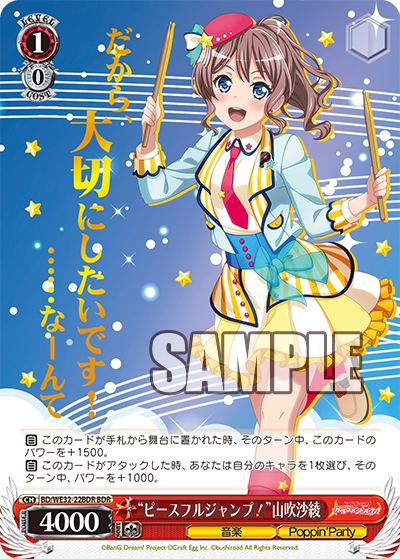 LEVEL
1
0
COST
だから、
大切にしたいです！
……なーんて
SAMPLE
【自】 このカードが手札から舞台に置かれた時、そのターン中、このカードの
パワーを＋1500。
【自】 このカードがアタックした時、あなたは自分のキャラを1枚選び、そのター
ン中、パワーを＋1000。
CH BD/WE32-22BDR BDR
4000
“ピースフルジャンプ！”山吹沙綾
音楽
Poppin'Party
©BanG Dream! Project ©Craft Egg Inc. ©bushiroad All Rights Reserved.